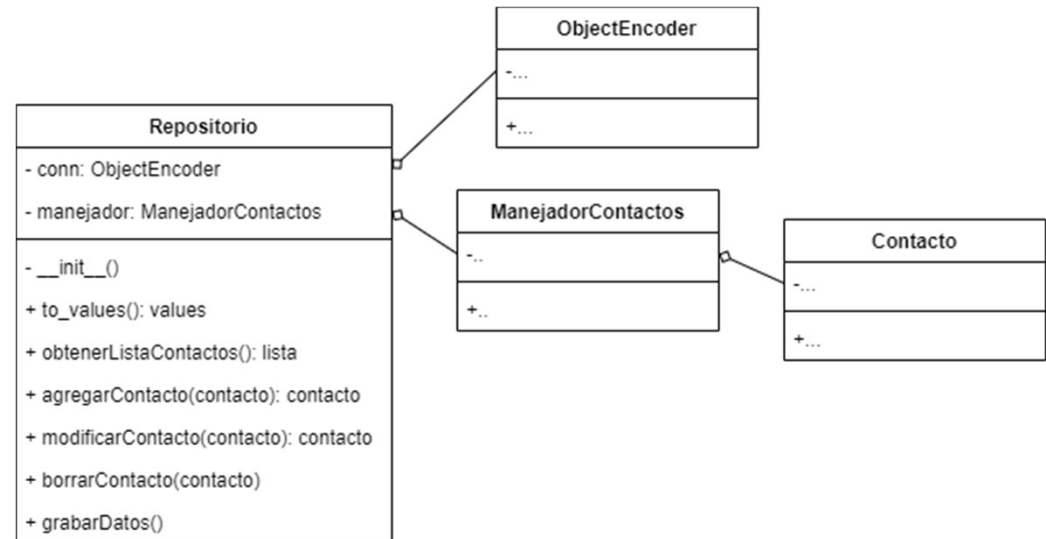 ObjectEncoder
-...
+...
Repositorio
- conn: ObjectEncoder
- manejador: ManejadorContactos
- __init__()
+ to_values(): values
+ obtenerListaContactos(): lista
+ agregarContacto(contacto): contacto
+ modificarContacto(contacto): contacto
+ borrarContacto(contacto)
+ grabarDatos()
ManejadorContactos
-..
+..
Contacto
-...
+...